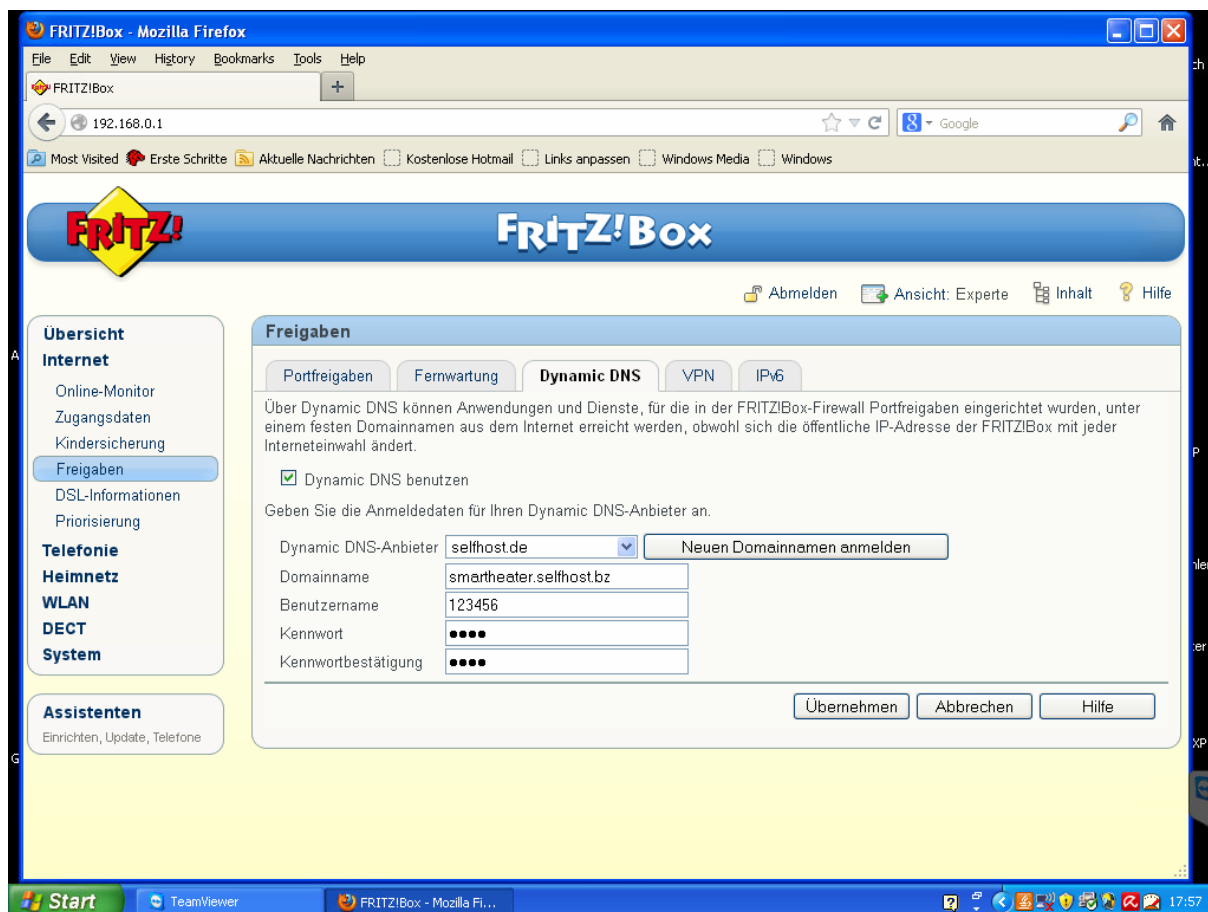 FRITZ!Box - Mozilla Firefox
File Edit View History Bookmarks Tools Help
FRITZ!Box
192.168.0.1
Google
Most Visited Erste Schritte Aktuelle Nachrichten Kostenlose Hotmail Links anpassen Windows Media Windows
FRITZ!
FRITZ!Box
Abmelden Ansicht: Experte Inhalt Hilfe
Übersicht
Internet
Online-Monitor
Zugangsdaten
Kindersicherung
Freigaben
DSL-Informationen
Priorisierung
Telefonie
Heimnetz
WLAN
DECT
System
Assistenten
Einrichten, Update, Telefone
Freigaben
Portfreigaben Fernwartung Dynamic DNS VPN IPv6
Über Dynamic DNS können Anwendungen und Dienste, für die in der FRITZ!Box-Firewall Portfreigaben eingerichtet wurden, unter
einem festen Domainnamen aus dem Internet erreicht werden, obwohl sich die öffentliche IP-Adresse der FRITZ!Box mit jeder
Interneteinwahl ändert.
Dynamic DNS benutzen
Geben Sie die Anmeldedaten für Ihren Dynamic DNS-Anbieter an.
Dynamic DNS-Anbieter selfhost.de Neuen Domainnamen anmelden
Domainname smartheater.selfhost.bz
Benutzername 123456
Kennwort ••••
Kennwortbestätigung ••••
Übernehmen Abbrechen Hilfe
Start TeamViewer FRITZ!Box - Mozilla Fi... 17:57